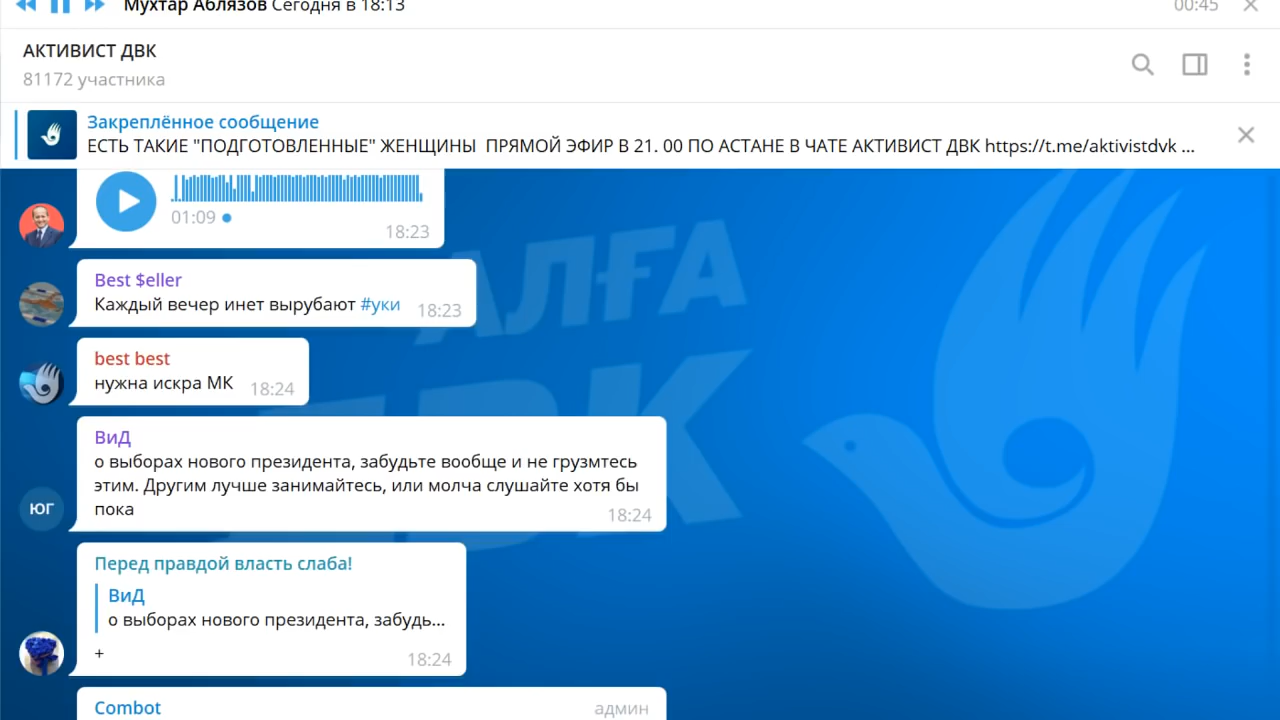 Мухтар Аблязов Сегодня в 18:13
00:45
АКТИВИСТ ДВК
81172 участника
Закреплённое сообщение
ЕСТЬ ТАКИЕ "ПОДГОТОВЛЕННЫЕ" ЖЕНЩИНЫ ПРЯМОЙ ЭФИР В 21. 00 ПО АСТАНЕ В ЧАТЕ АКТИВИСТ ДВК https://t.me/aktivistdvk ...
01:09
18:23
АЛҒА
ДВК
Best $eller
Каждый вечер инет вырубают #уки
18:23
best best
нужна искра МК
18:24
ВиД
о выборах нового президента, забудьте вообще и не грузмтесь
этим. Другим лучше занимайтесь, или молча слушайте хотя бы
пока
18:24
ЮГ
Перед правдой власть слаба!
ВиД
о выборах нового президента, забудь...
+
18:24
Combot
админ